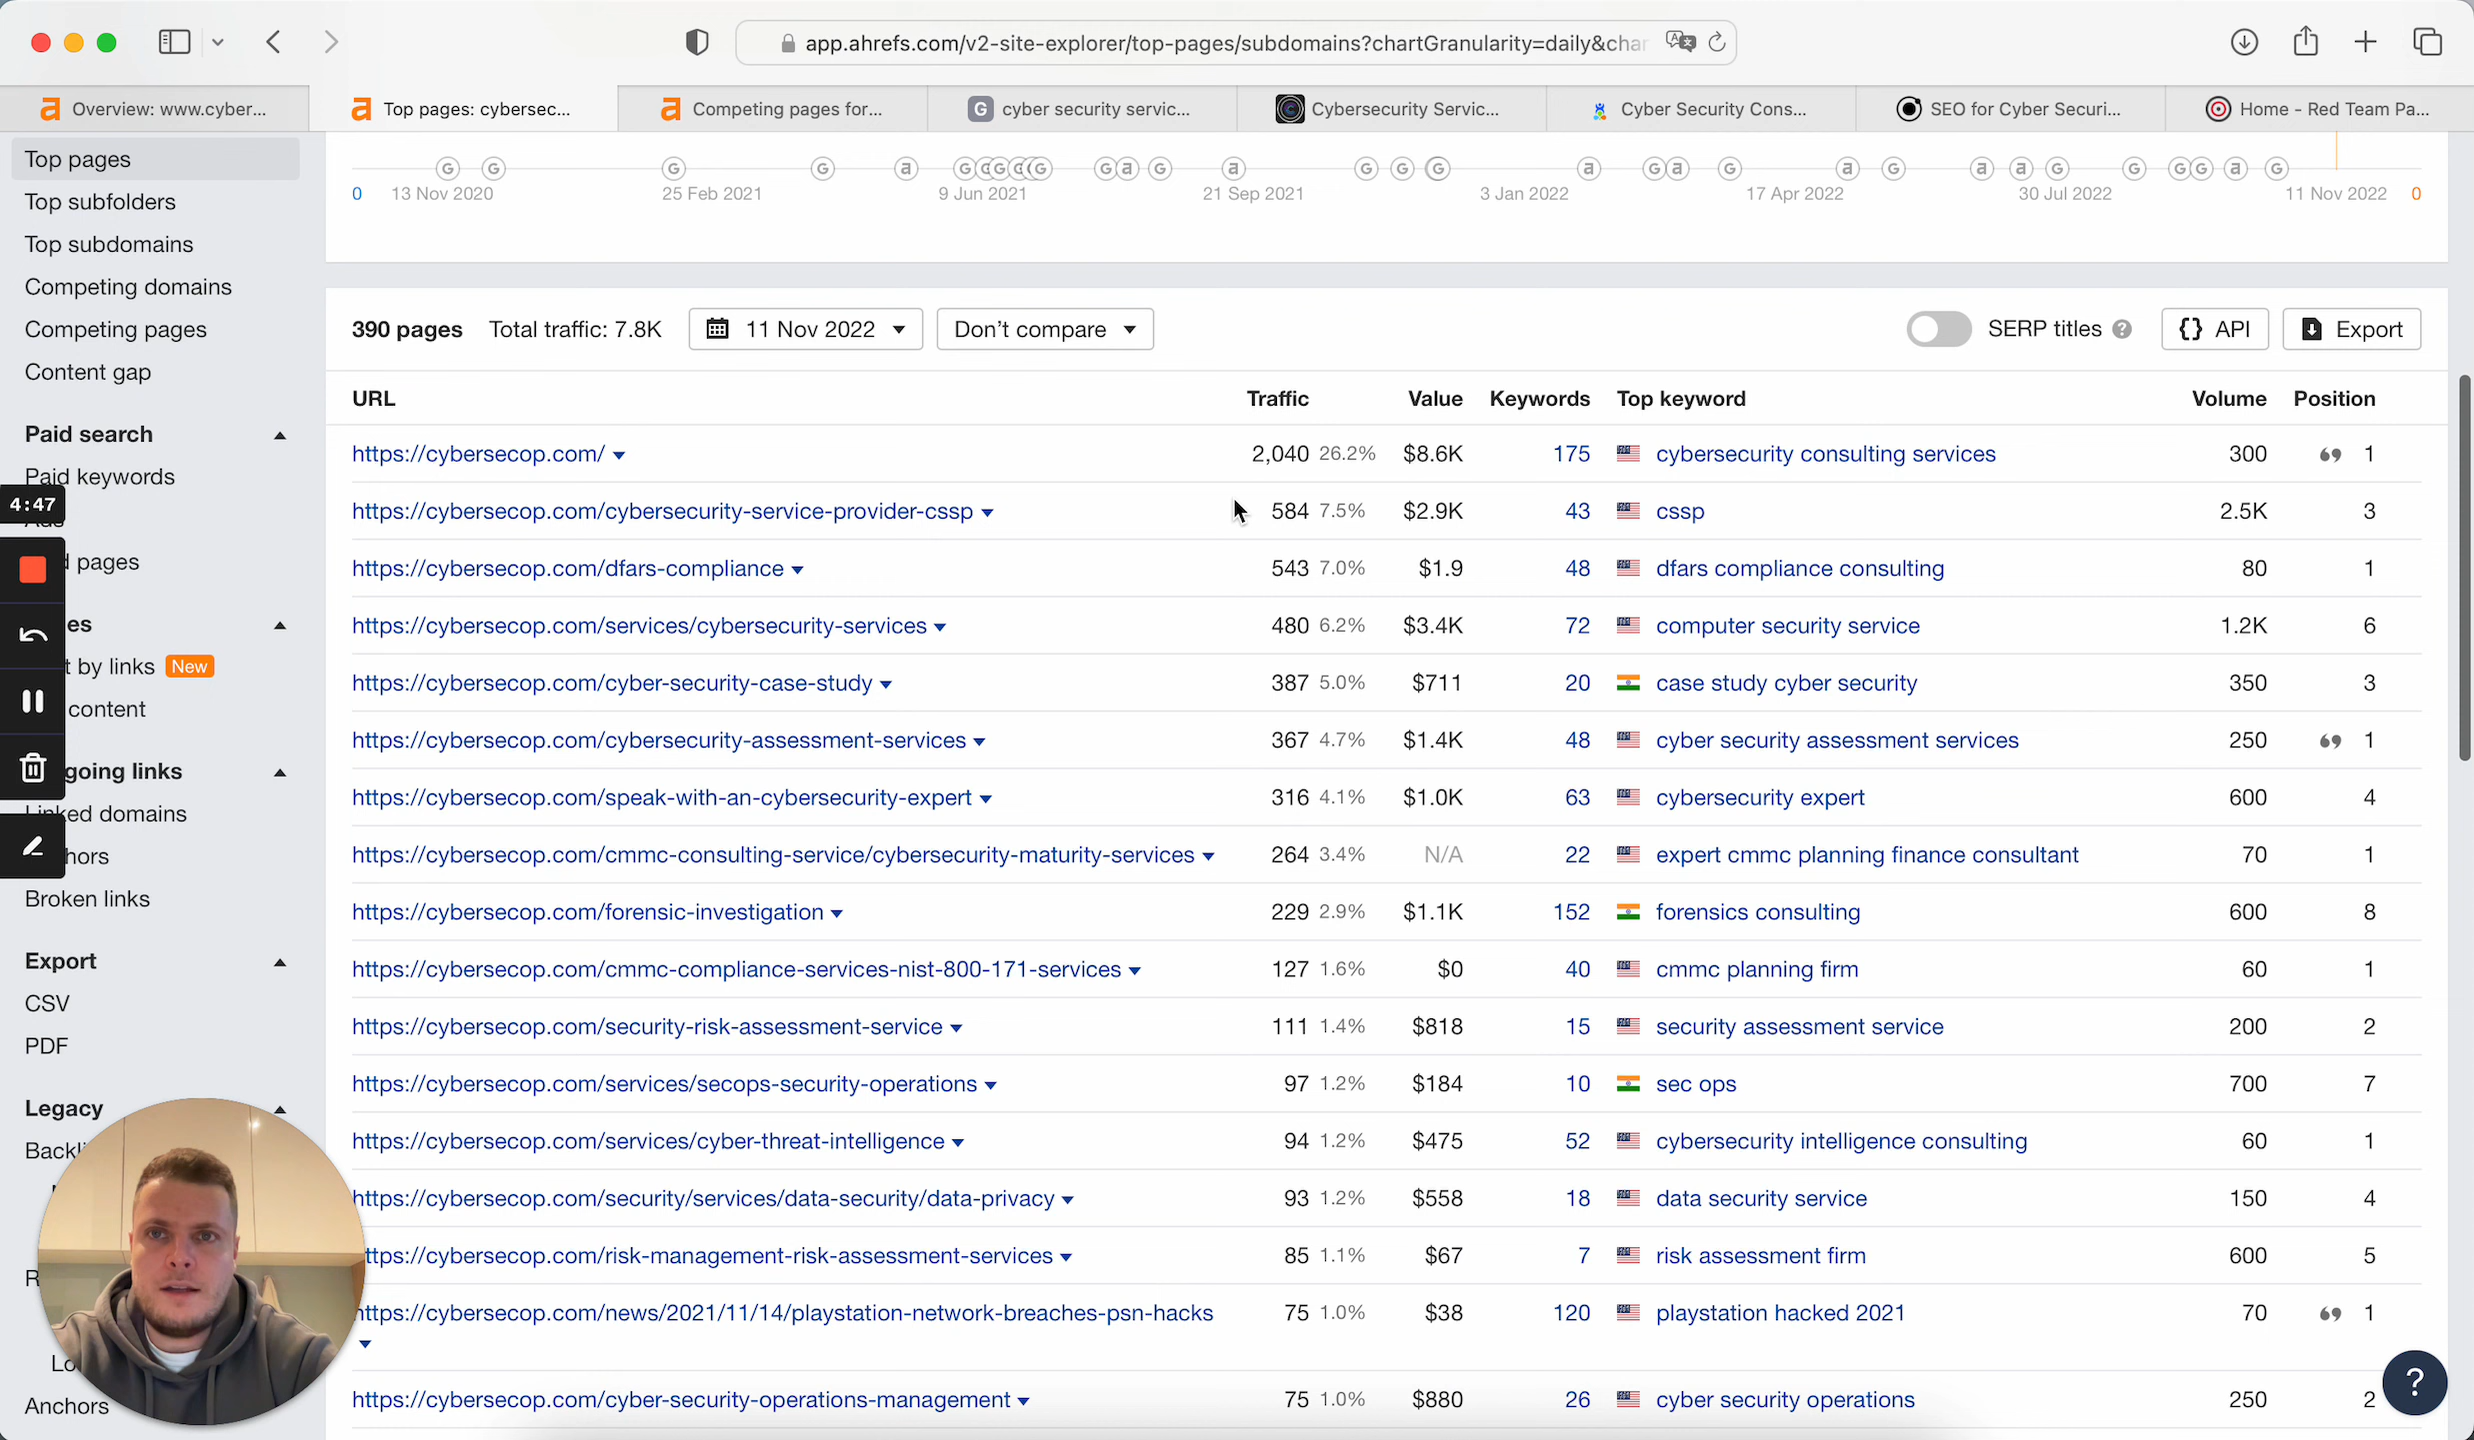 app.ahrefs.com/v2-site-explorer/top-pages/subdomains?chartGranularity=daily&cha
Overview: www.cyber...
Top pages: cybersec...
Competing pages for...
cyber security servic...
Cybersecurity Servic...
Cyber Security Cons...
SEO for Cyber Securi...
Home - Red Team Pa...
Top pages
Top subfolders
Top subdomains
Competing domains
Competing pages
Content gap
Paid search
Paid keywords
4:47
pages
es
t by links New
content
going links
Linked domains
hors
Broken links
Export
CSV
PDF
Legacy
Backl
R
Lo
Anchors
0 13 Nov 2020 25 Feb 2021 9 Jun 2021 21 Sep 2021 3 Jan 2022 17 Apr 2022 30 Jul 2022 11 Nov 2022 0
390 pages Total traffic: 7.8K 11 Nov 2022 Don't compare SERP titles ? {} API Export
URL Traffic Value Keywords Top keyword Volume Position
https://cybersecop.com/ 2,040 26.2% $8.6K 175 cybersecurity consulting services 300 1
https://cybersecop.com/cybersecurity-service-provider-cssp 584 7.5% $2.9K 43 cssp 2.5K 3
https://cybersecop.com/dfars-compliance 543 7.0% $1.9 48 dfars compliance consulting 80 1
https://cybersecop.com/services/cybersecurity-services 480 6.2% $3.4K 72 computer security service 1.2K 6
https://cybersecop.com/cyber-security-case-study 387 5.0% $711 20 case study cyber security 350 3
https://cybersecop.com/cybersecurity-assessment-services 367 4.7% $1.4K 48 cyber security assessment services 250 1
https://cybersecop.com/speak-with-an-cybersecurity-expert 316 4.1% $1.0K 63 cybersecurity expert 600 4
https://cybersecop.com/cmmc-consulting-service/cybersecurity-maturity-services 264 3.4% N/A 22 expert cmmc planning finance consultant 70 1
https://cybersecop.com/forensic-investigation 229 2.9% $1.1K 152 forensics consulting 600 8
https://cybersecop.com/cmmc-compliance-services-nist-800-171-services 127 1.6% $0 40 cmmc planning firm 60 1
https://cybersecop.com/security-risk-assessment-service 111 1.4% $818 15 security assessment service 200 2
https://cybersecop.com/services/secops-security-operations 97 1.2% $184 10 sec ops 700 7
https://cybersecop.com/services/cyber-threat-intelligence 94 1.2% $475 52 cybersecurity intelligence consulting 60 1
https://cybersecop.com/security/services/data-security/data-privacy 93 1.2% $558 18 data security service 150 4
ttps://cybersecop.com/risk-management-risk-assessment-services 85 1.1% $67 7 risk assessment firm 600 5
https://cybersecop.com/news/2021/11/14/playstation-network-breaches-psn-hacks 75 1.0% $38 120 playstation hacked 2021 70 1
https://cybersecop.com/cyber-security-operations-management 75 1.0% $880 26 cyber security operations 250 2
?